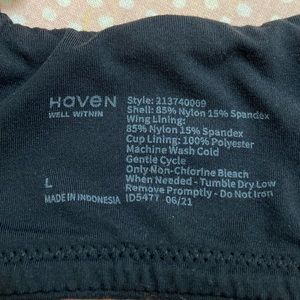 Haven
WELL WITHIN
L
MADE IN INDONESIA
Style: 213740009
Shell: 85% Nylon 15% Spandex
Wing Lining:
85% Nylon 15% Spandex
Cup Lining: 100% Polyester
Machine Wash Cold
Gentle Cycle
Only Non-Chlorine Bleach
When Needed - Tumble Dry Low
Remove Promptly - Do Not Iron
ID5477 06/21